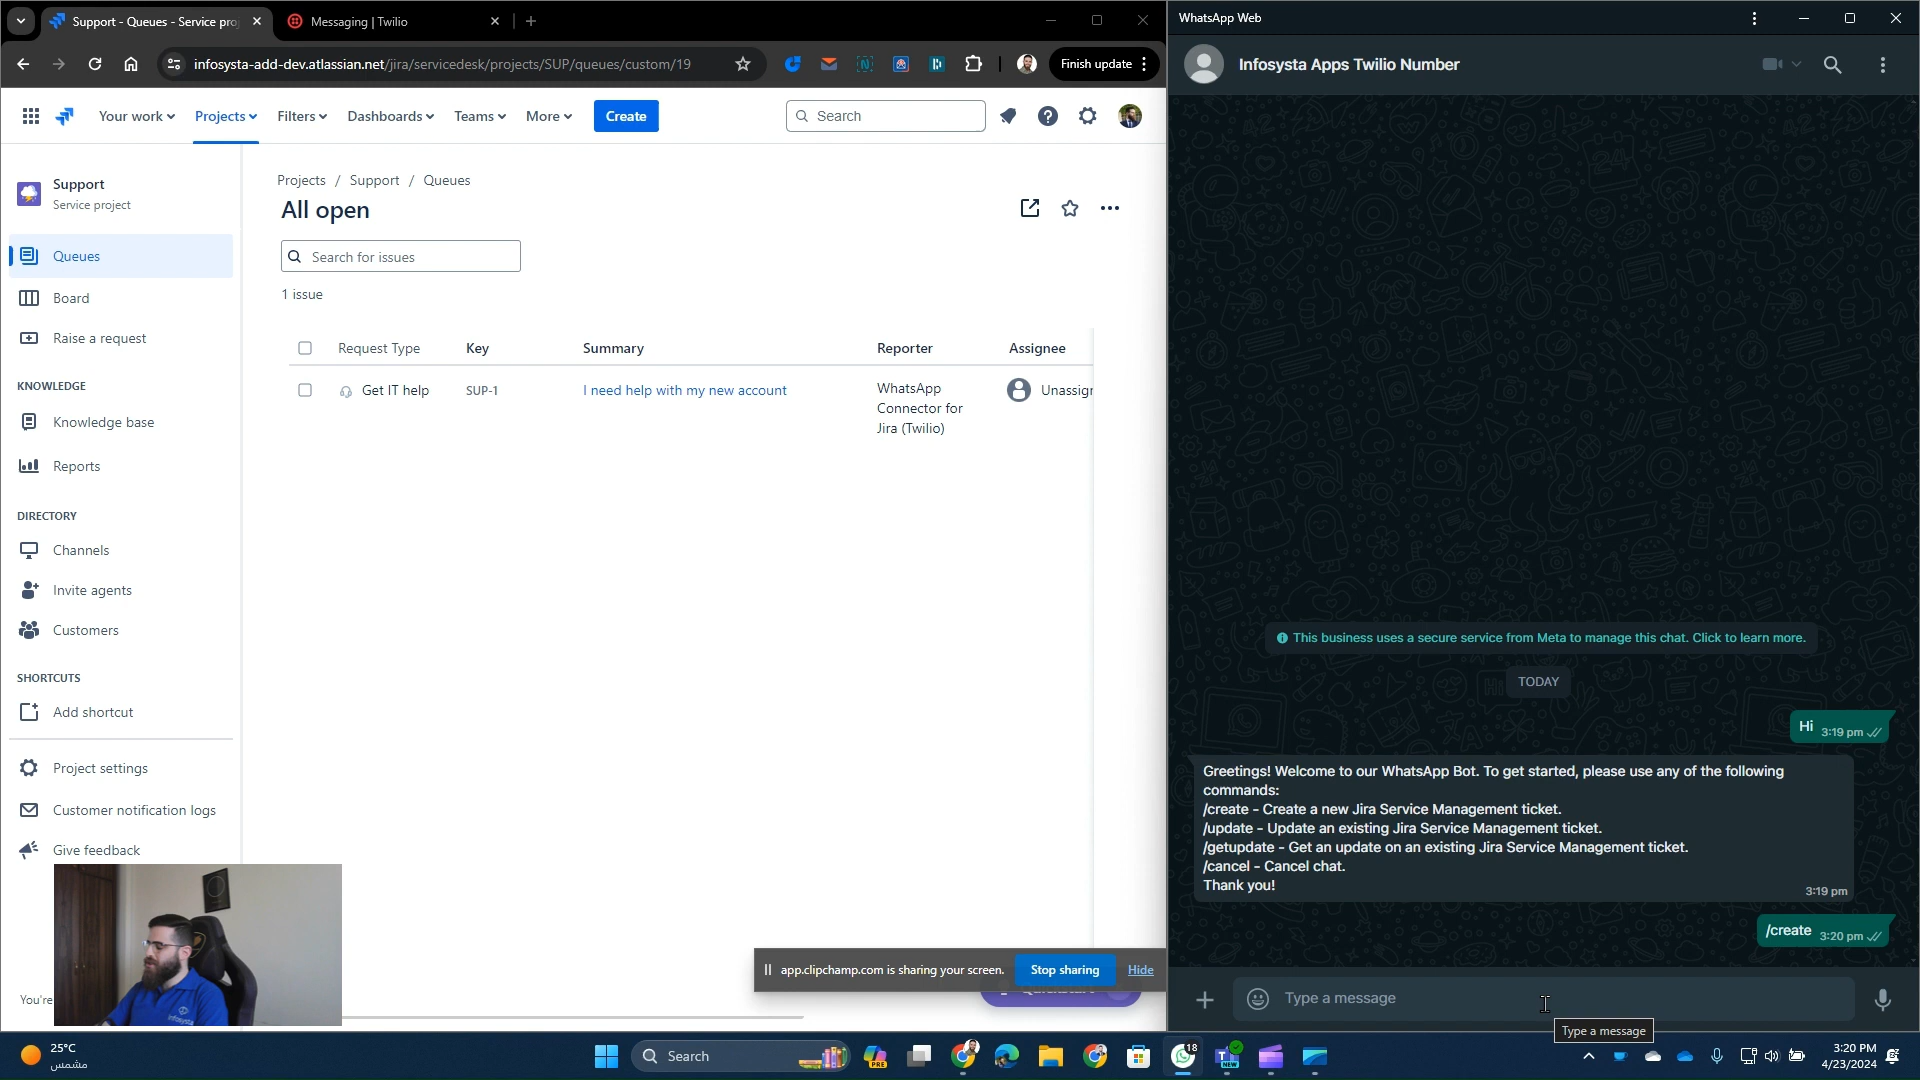 Support - Queues - Service pro
Messaging | Twilio
infosysta-add-dev.atlassian.net/jira/servicedesk/projects/SUP/queues/custom/19
Finish update
Your work
Projects
Filters
Dashboards
Teams
More
Create
Search
Support
Service project
Queues
Board
Raise a request
KNOWLEDGE
Knowledge base
Reports
DIRECTORY
Channels
Invite agents
Customers
SHORTCUTS
Add shortcut
Project settings
Customer notification logs
Give feedback
You're
Projects / Support / Queues
All open
Search for issues
1 issue
Request Type Key Summary Reporter Assignee
Get IT help SUP-1 I need help with my new account WhatsApp Connector for Jira (Twilio) Unassign
infosysta
app.clipchamp.com is sharing your screen.
Stop sharing
Hide
WhatsApp Web
Infosysta Apps Twilio Number
This business uses a secure service from Meta to manage this chat. Click to learn more.
TODAY
Hi 3:19 pm
Greetings! Welcome to our WhatsApp Bot. To get started, please use any of the following
commands:
/create - Create a new Jira Service Management ticket.
/update - Update an existing Jira Service Management ticket.
/getupdate - Get an update on an existing Jira Service Management ticket.
/cancel - Cancel chat.
Thank you!
3:19 pm
/create 3:20 pm
Type a message
Type a message
25°C
مشمس
Search
PRE
18
NEW
3:20 PM
4/23/2024